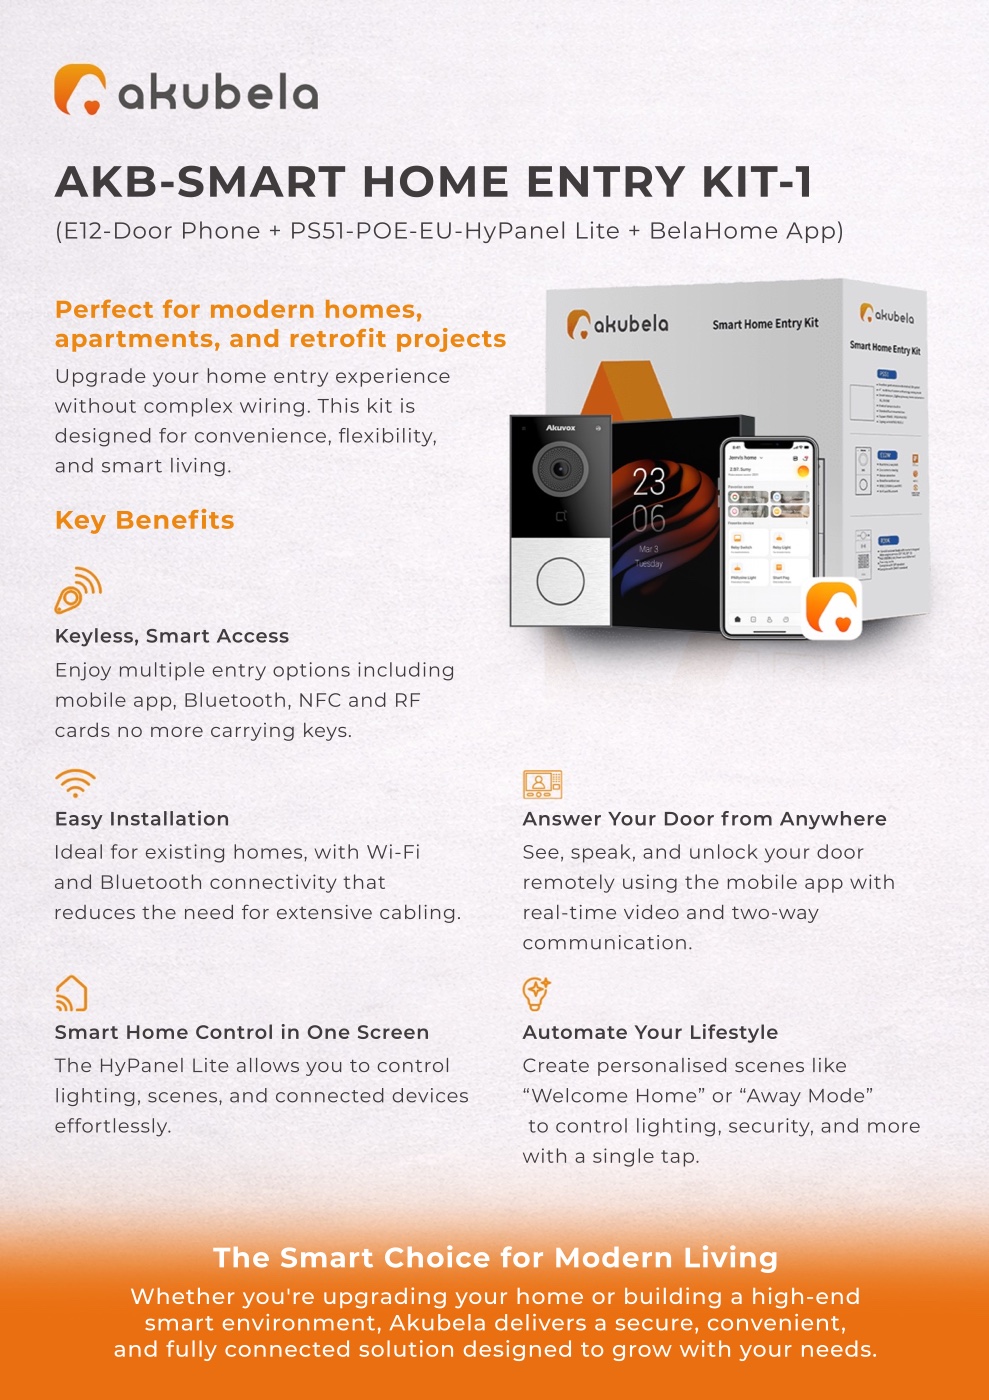 akubela
AKB-SMART HOME ENTRY KIT-1
(E12-Door Phone + PS51-POE-EU-HyPanel Lite + BelaHome App)
Perfect for modern homes,
apartments, and retrofit projects
Upgrade your home entry experience
without complex wiring. This kit is
designed for convenience, flexibility,
and smart living.
akubela
Smart Home Entry Kit
akubela
Smart Home Entry Kit
PS51
Akuvox
23
06
Mar 3
Tuesday
Jenny's home
Key Benefits
Keyless, Smart Access
Enjoy multiple entry options including
mobile app, Bluetooth, NFC and RF
cards no more carrying keys.
Easy Installation
Ideal for existing homes, with Wi-Fi
and Bluetooth connectivity that
reduces the need for extensive cabling.
Answer Your Door from Anywhere
See, speak, and unlock your door
remotely using the mobile app with
real-time video and two-way
communication.
Smart Home Control in One Screen
The HyPanel Lite allows you to control
lighting, scenes, and connected devices
effortlessly.
Automate Your Lifestyle
Create personalised scenes like
“Welcome Home” or “Away Mode”
to control lighting, security, and more
with a single tap.
The Smart Choice for Modern Living
Whether you're upgrading your home or building a high-end
smart environment, Akubela delivers a secure, convenient,
and fully connected solution designed to grow with your needs.